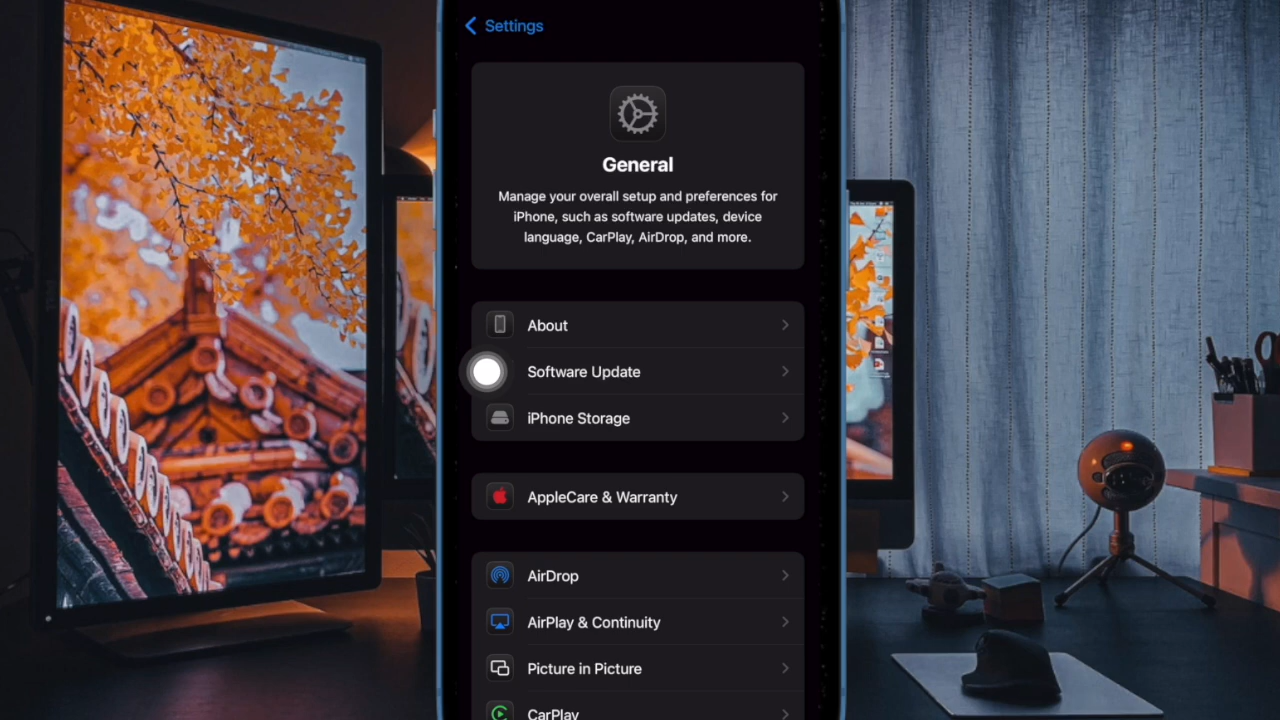 Settings
General
Manage your overall setup and preferences for
iPhone, such as software updates, device
language, CarPlay, AirDrop, and more.
About
Software Update
iPhone Storage
AppleCare & Warranty
AirDrop
AirPlay & Continuity
Picture in Picture
CarPlay